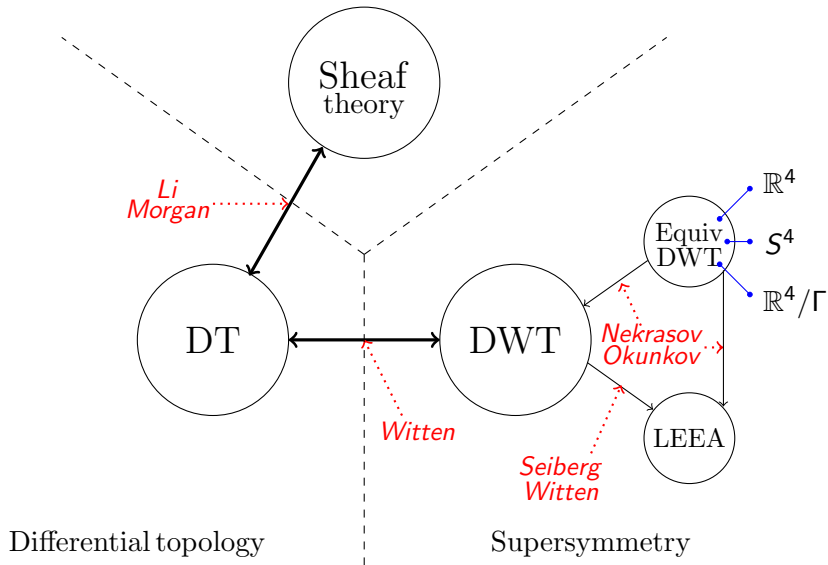 Sheaf
theory
Li
Morgan
ℝ⁴
Equiv
DWT
S⁴
ℝ⁴/Γ
DT
DWT
Nekrasov
Okunkov
Witten
LEEA
Seiberg
Witten
Differential topology
Supersymmetry